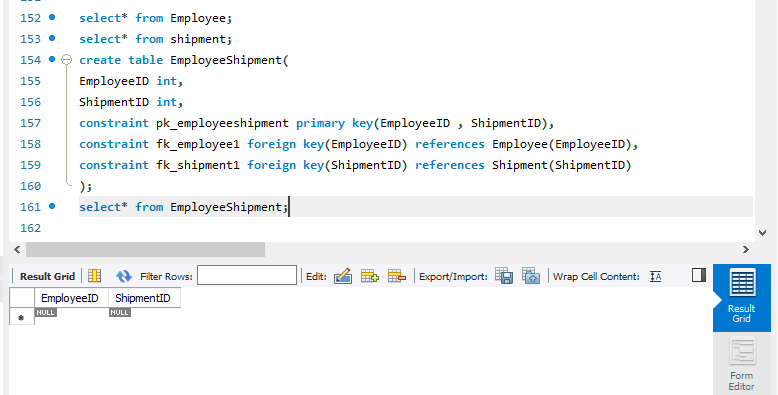 152 select* from Employee;
153 select* from shipment;
154 create table EmployeeShipment(
155 EmployeeID int,
156 ShipmentID int,
157 constraint pk_employeeshipment primary key(EmployeeID , ShipmentID),
158 constraint fk_employee1 foreign key(EmployeeID) references Employee(EmployeeID),
159 constraint fk_shipment1 foreign key(ShipmentID) references Shipment(ShipmentID)
160 );
161 select* from EmployeeShipment;
162
Result Grid Filter Rows: Edit: Export/Import: Wrap Cell Content: IA
EmployeeID ShipmentID
* NULL NULL
Result
Grid
Form
Editor